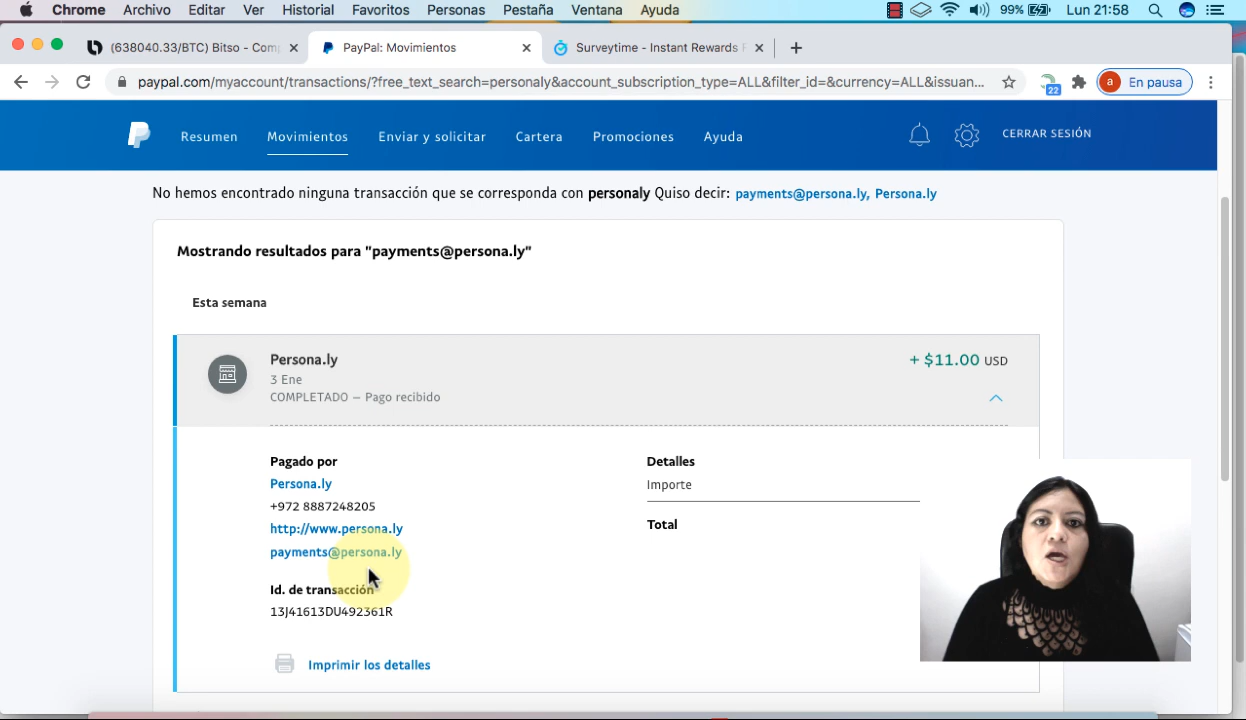 Chrome Archivo Editar Ver Historial Favoritos Personas Pestaña Ventana Ayuda 99% Lun 21:58
(638040.33/BTC) Bitso - Com PayPal: Movimientos Surveytime - Instant Rewards
paypal.com/myaccount/transactions/?free_text_search=personaly&account_subscription_type=ALL&filter_id=&currency=ALL&issuan... 22 a En pausa
Resumen Movimientos Enviar y solicitar Cartera Promociones Ayuda CERRAR SESIÓN
No hemos encontrado ninguna transacción que se corresponda con personaly Quiso decir: payments@persona.ly, Persona.ly
Mostrando resultados para "payments@persona.ly"
Esta semana
Persona.ly + $11.00 USD
3 Ene
COMPLETADO – Pago recibido
Pagado por Detalles
Persona.ly Importe
+972 8887248205
http://www.persona.ly Total
payments@persona.ly
Id. de transacción
13J41613DU492361R
Imprimir los detalles